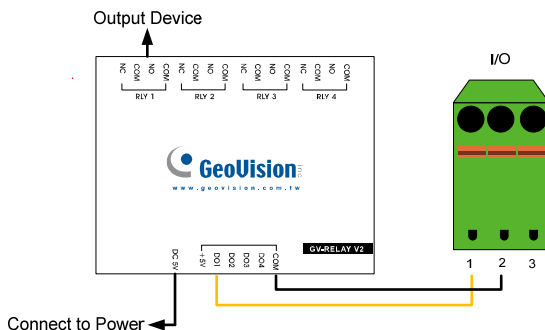 Output Device
I/O
NC COM NO COM NC COM NO COM NC COM NO COM NC COM NO COM
RLY 1 RLY 2 RLY 3 RLY 4
GeoVision Inc
www.geovision.com.tw
GV-RELAY V2
DC 5V +5V DO1 DO2 DO3 DO4 COM
1 2 3
Connect to Power